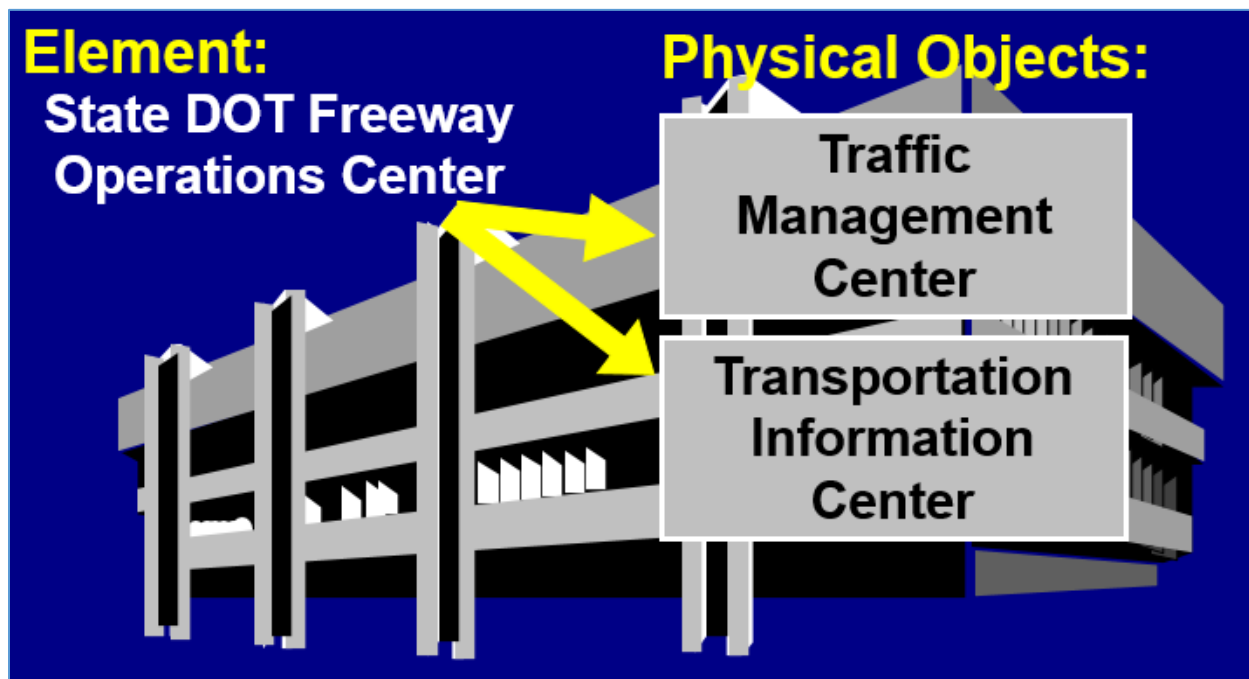 Element:
State DOT Freeway
Operations Center
Physical Objects:
Traffic
Management
Center
Transportation
Information
Center